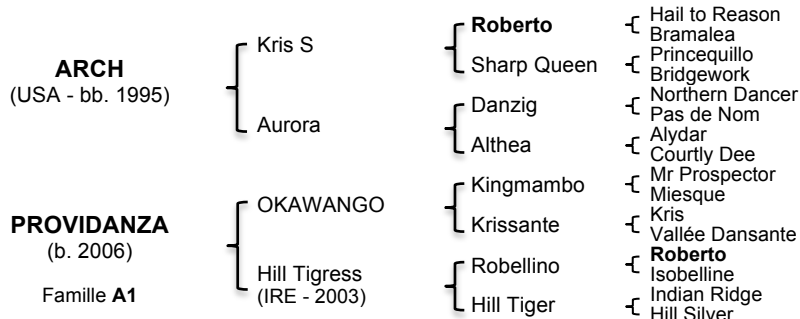 ARCH
(USA - bb. 1995)
PROVIDANZA
(b. 2006)
Famille A1
Kris S
Aurora
OKAWANGO
Hill Tigress
(IRE - 2003)
Roberto
Sharp Queen
Danzig
Althea
Kingmambo
Krissante
Robellino
Hill Tiger
Hail to Reason
Bramalea
Princequillo
Bridgework
Northern Dancer
Pas de Nom
Alydar
Courtly Dee
Mr Prospector
Miesque
Kris
Vallée Dansante
Roberto
Isobelline
Indian Ridge
Hill Silver